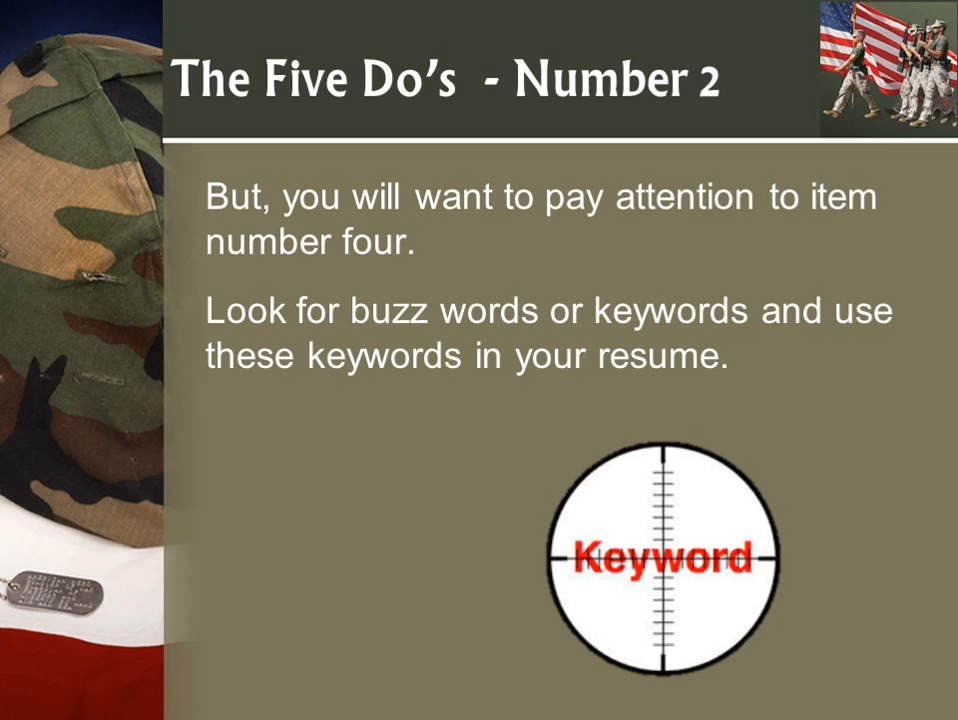 The Five Do’s - Number 2
But, you will want to pay attention to item
number four.
Look for buzz words or keywords and use
these keywords in your resume.
Keyword